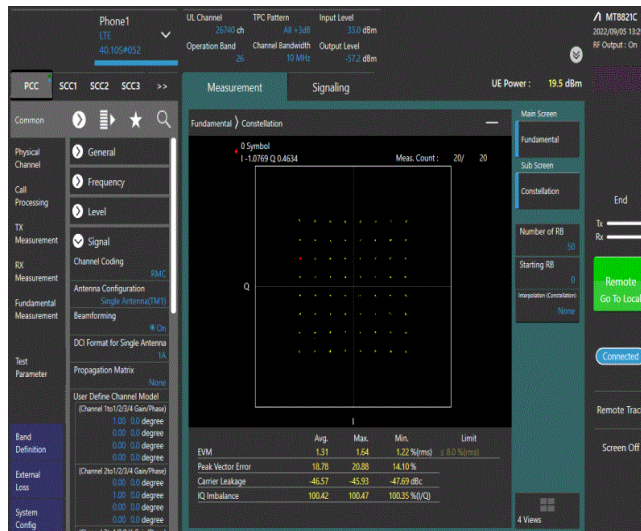 Phone1
LTE
40.10S#052
UL Channel
26740 ch
TPC Pattern
All +3dB
Input Level
33.0 dBm
Operation Band
26
Channel Bandwidth
10 MHz
Output Level
-57.2 dBm
MT8821C
2022/09/05 13:2
RF Output : On
PCC SCC1 SCC2 SCC3 >>
Measurement
Signaling
UE Power : 19.5 dBm
Common
Physical
Channel
Call
Processing
TX
Measurement
RX
Measurement
Fundamental
Measurement
Test
Parameter
Band
Definition
External
Loss
System
Config
General
Frequency
Level
Signal
Channel Coding
RMC
Antenna Configuration
Single Antenna(TM1)
Beamforming
On
DCI Format for Single Antenna
1A
Propagation Matrix
None
User Define Channel Model
(Channel 1to1/2/3/4 Gain/Phase)
1.00 0.0 degree
0.00 0.0 degree
0.00 0.0 degree
0.00 0.0 degree
(Channel 2to1/2/3/4 Gain/Phase)
0.00 0.0 degree
1.00 0.0 degree
0.00 0.0 degree
0.00 0.0 degree
Fundamental Constellation
0 Symbol
I -1.0769 Q 0.4634
Meas. Count : 20/ 20
Q
I
Avg. Max. Min. Limit
EVM 1.31 1.64 1.22 %(rms) ≤ 8.0 %(rms)
Peak Vector Error 18.78 20.88 14.10 %
Carrier Leakage -46.57 -45.93 -47.69 dBc
IQ Imbalance 100.42 100.47 100.35 %(I/Q)
Main Screen
Fundamental
Sub Screen
Constellation
Number of RB
50
Starting RB
0
Interpolation (Constellation)
None
4 Views
End
Tx
Rx
Remote
Go To Local
Connected
Remote Trac
Screen Off